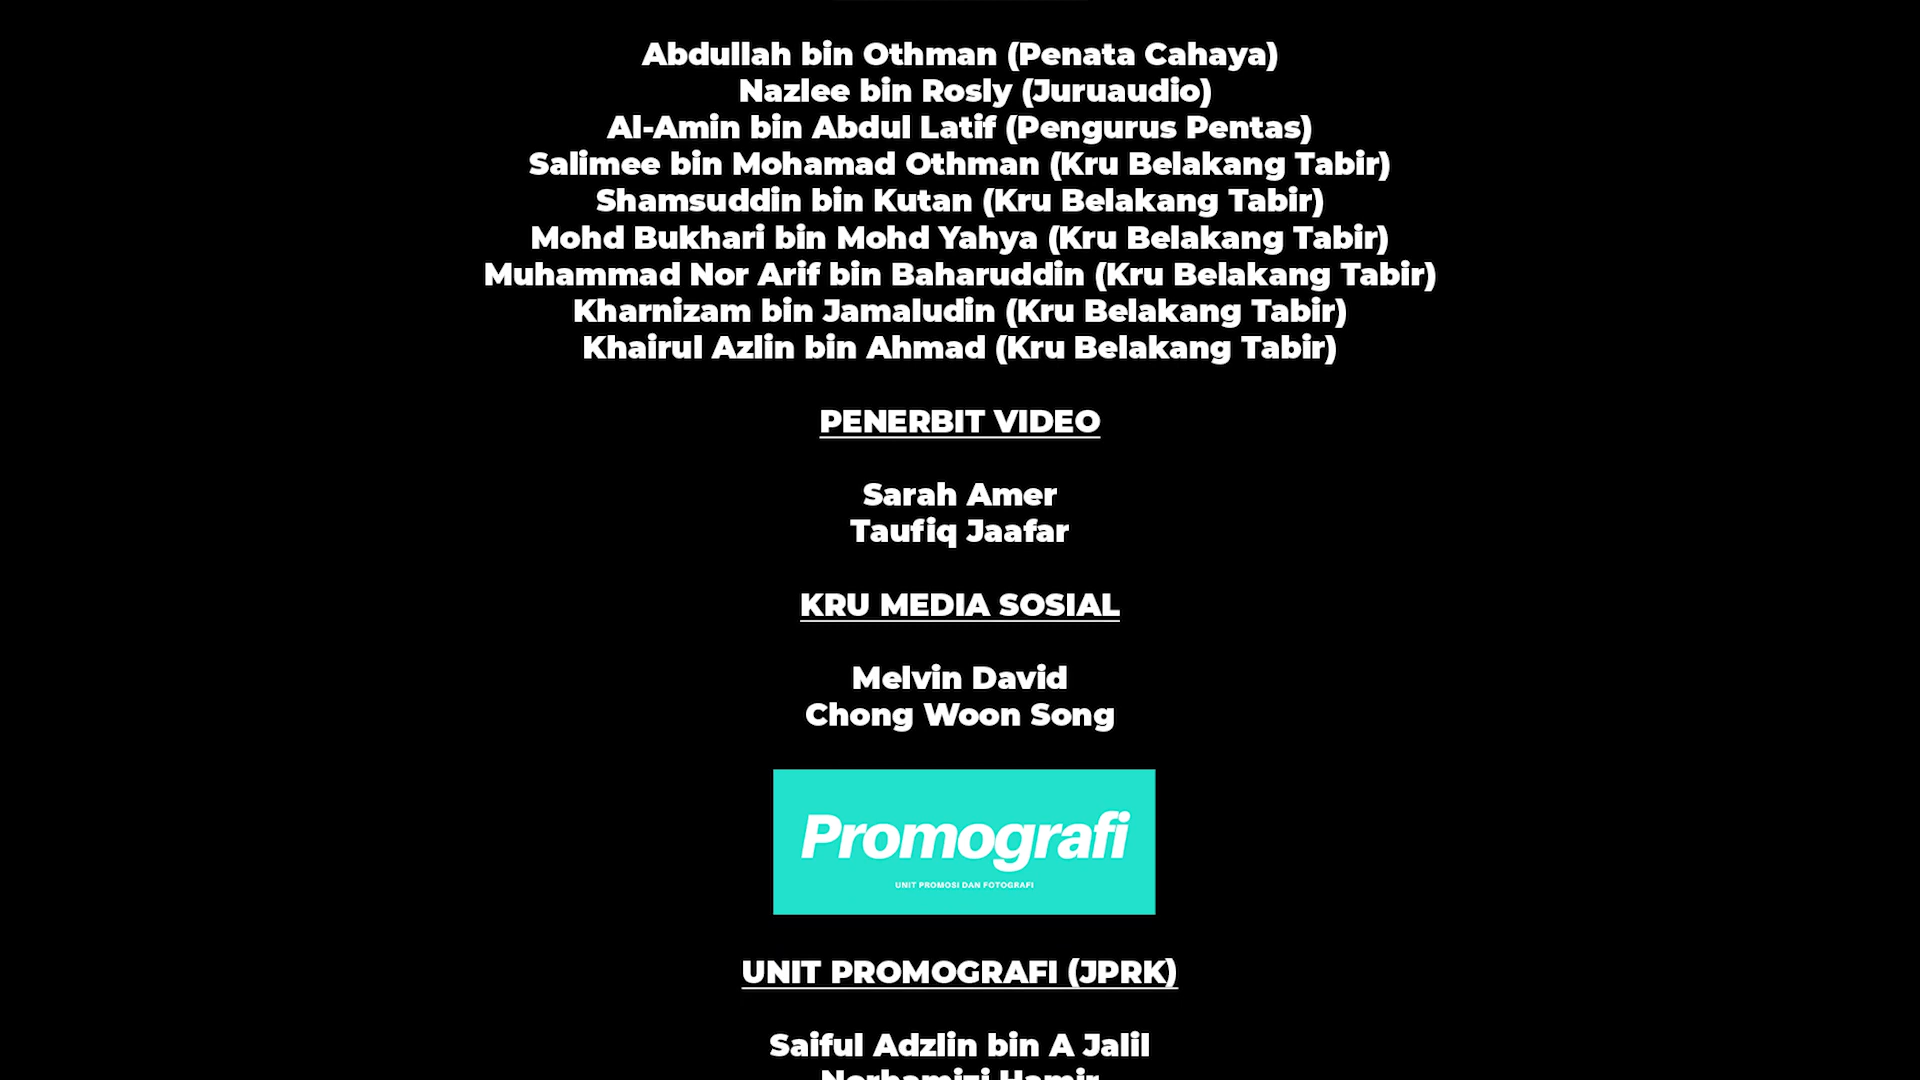 Abdullah bin Othman (Penata Cahaya)
Nazlee bin Rosly (Juruaudio)
Al-Amin bin Abdul Latif (Pengurus Pentas)
Salimee bin Mohamad Othman (Kru Belakang Tabir)
Shamsuddin bin Kutan (Kru Belakang Tabir)
Mohd Bukhari bin Mohd Yahya (Kru Belakang Tabir)
Muhammad Nor Arif bin Baharuddin (Kru Belakang Tabir)
Kharnizam bin Jamaludin (Kru Belakang Tabir)
Khairul Azlin bin Ahmad (Kru Belakang Tabir)
PENERBIT VIDEO
Sarah Amer
Taufiq Jaafar
KRU MEDIA SOSIAL
Melvin David
Chong Woon Song
Promografi
UNIT PROMOSI DAN FOTOGRAFI
UNIT PROMOGRAFI (JPRK)
Saiful Adzlin bin A Jalil